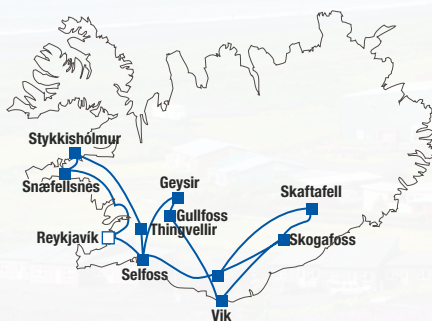 Stykkishólmur
Snæfellsnes
Geysir
Skaftafell
Gullfoss
Thingvellir
Reykjavík
Skogafoss
Selfoss
Vik